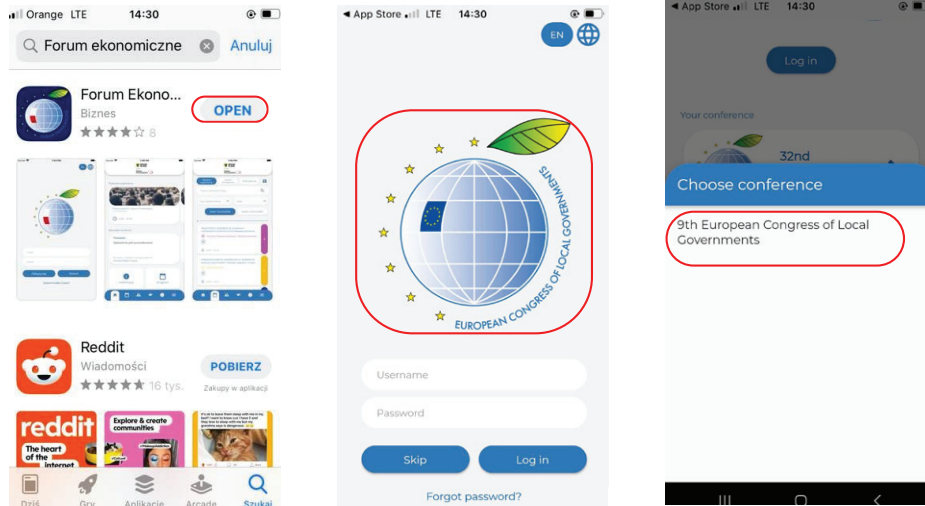 Orange LTE 14:30
Forum ekonomiczne Anuluj
Forum Ekono...
Biznes
8
OPEN
Reddit
Wiadomości
16 tys.
POBIERZ
Zakupy w aplikacji
reddit
The heart
of the
internet
Explore & create
communities
Dziś Gry Aplikacje Arcade Szukaj
App Store LTE 14:30
EN
EUROPEAN CONGRESS OF LOCAL GOVERNMENTS
Username
Password
Skip Log in
Forgot password?
App Store LTE 14:30
Log in
Your conference
32nd
Choose conference
9th European Congress of Local
Governments